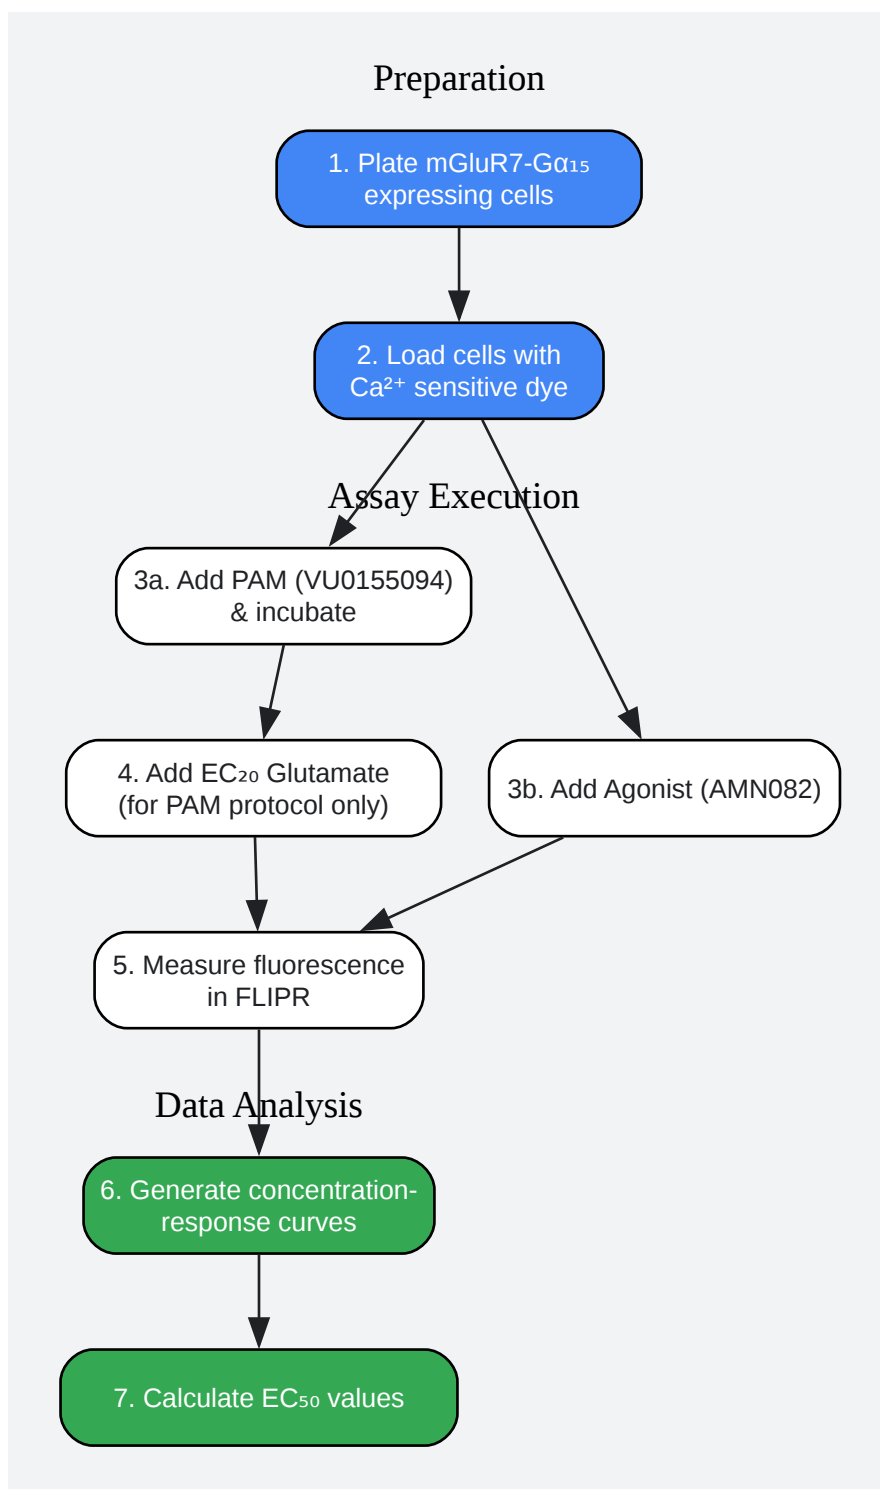 Preparation
1. Plate mGluR7-Gα₁₅
expressing cells
2. Load cells with
Ca²⁺ sensitive dye
Assay Execution
3a. Add PAM (VU0155094)
& incubate
4. Add EC₂₀ Glutamate
(for PAM protocol only)
3b. Add Agonist (AMN082)
5. Measure fluorescence
in FLIPR
Data Analysis
6. Generate concentration-
response curves
7. Calculate EC₅₀ values